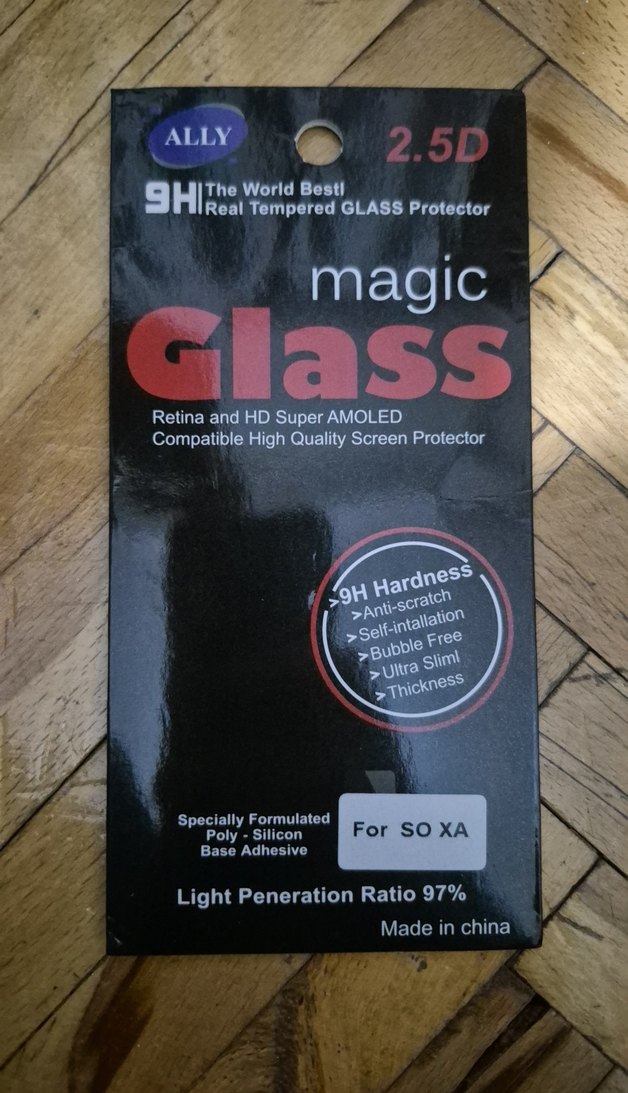 ALLY
2.5D
9H The World Bestl
Real Tempered GLASS Protector
magic
Glass
Retina and HD Super AMOLED
Compatible High Quality Screen Protector
>9H Hardness
>Anti-scratch
>Self-intallation
>Bubble Free
>Ultra Sliml
>Thickness
Specially Formulated
Poly - Silicon
Base Adhesive
For SO XA
Light Peneration Ratio 97%
Made in china